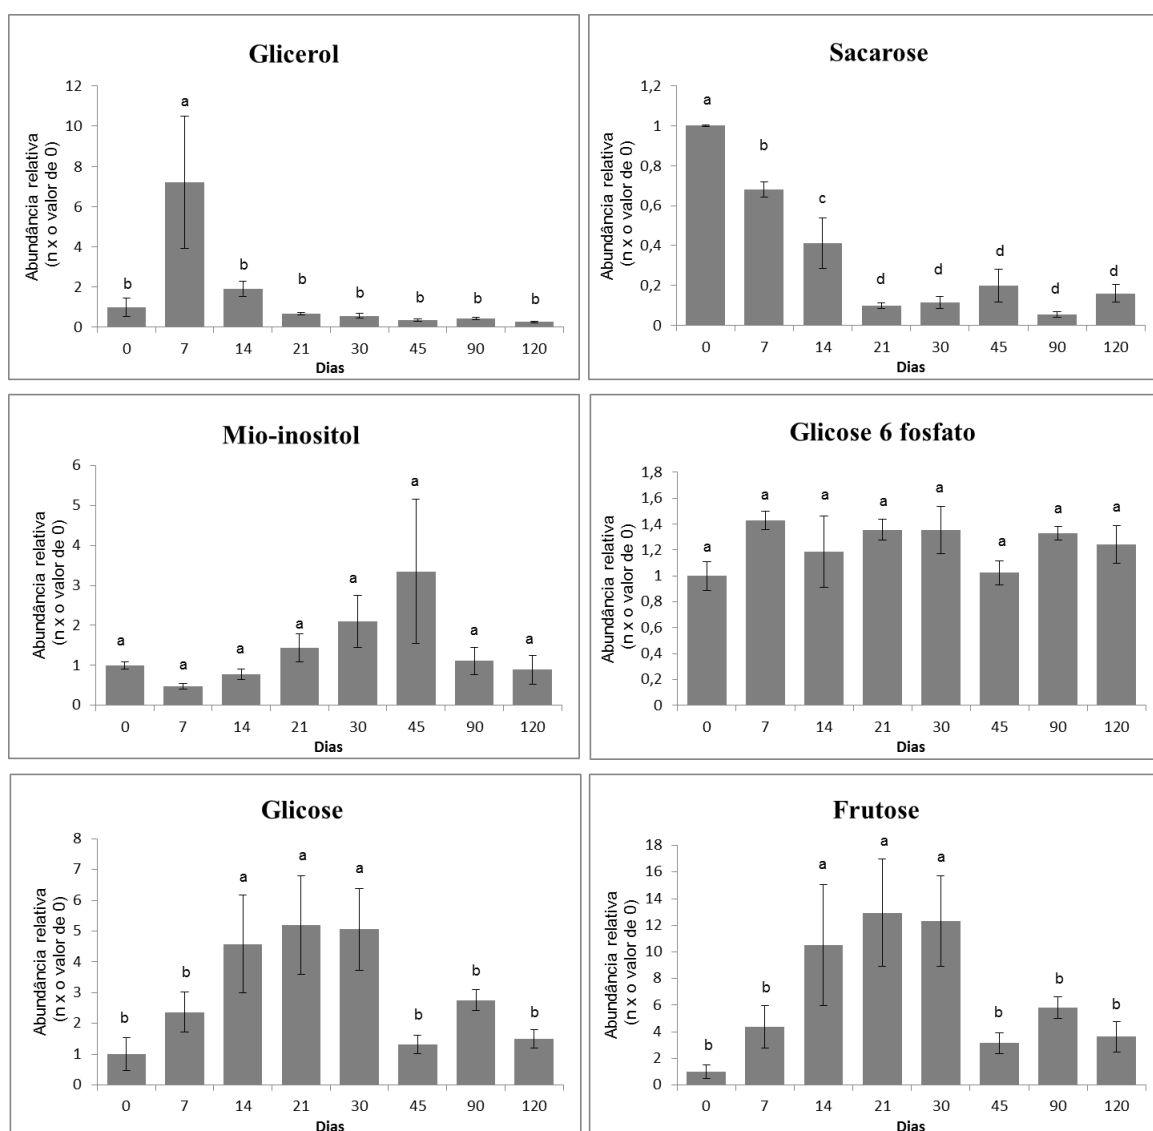 Glicerol
Abundância relativa
(n x o valor de 0)
12
10
8
6
4
2
0
b
a
b
b
b
b
b
b
0 7 14 21 30 45 90 120
Dias
Sacarose
Abundância relativa
(n x o valor de 0)
1,2
1
0,8
0,6
0,4
0,2
0
a
b
c
d
d
d
d
d
0 7 14 21 30 45 90 120
Dias
Mio-inositol
Abundância relativa
(n x o valor de 0)
6
5
4
3
2
1
0
a
a
a
a
a
a
a
a
0 7 14 21 30 45 90 120
Dias
Glicose 6 fosfato
Abundância relativa
(n x o valor de 0)
1,8
1,6
1,4
1,2
1
0,8
0,6
0,4
0,2
0
a
a
a
a
a
a
a
a
0 7 14 21 30 45 90 120
Dias
Glicose
Abundância relativa
(n x o valor de 0)
8
7
6
5
4
3
2
1
0
b
b
a
a
a
b
b
b
0 7 14 21 30 45 90 120
Dias
Frutose
Abundância relativa
(n x o valor de 0)
18
16
14
12
10
8
6
4
2
0
b
b
a
a
a
b
b
b
0 7 14 21 30 45 90 120
Dias